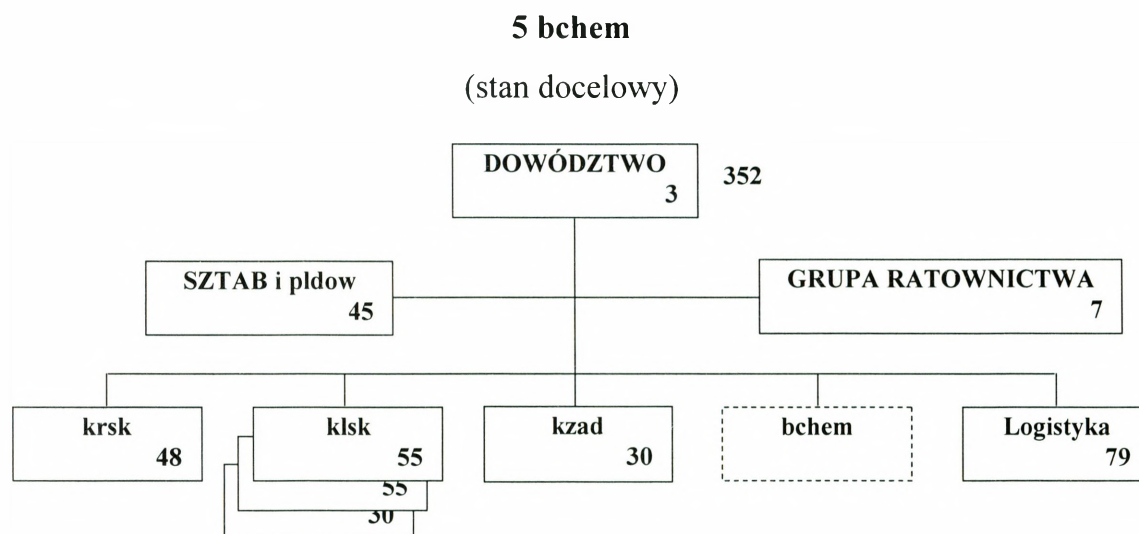 5 bchem
(stan docelowy)
DOWÓDZTWO
3
352
SZTAB i pldow
45
GRUPA RATOWNICTWA
7
krsk
48
klsk
55
55
30
kzad
30
bchem
Logistyka
79